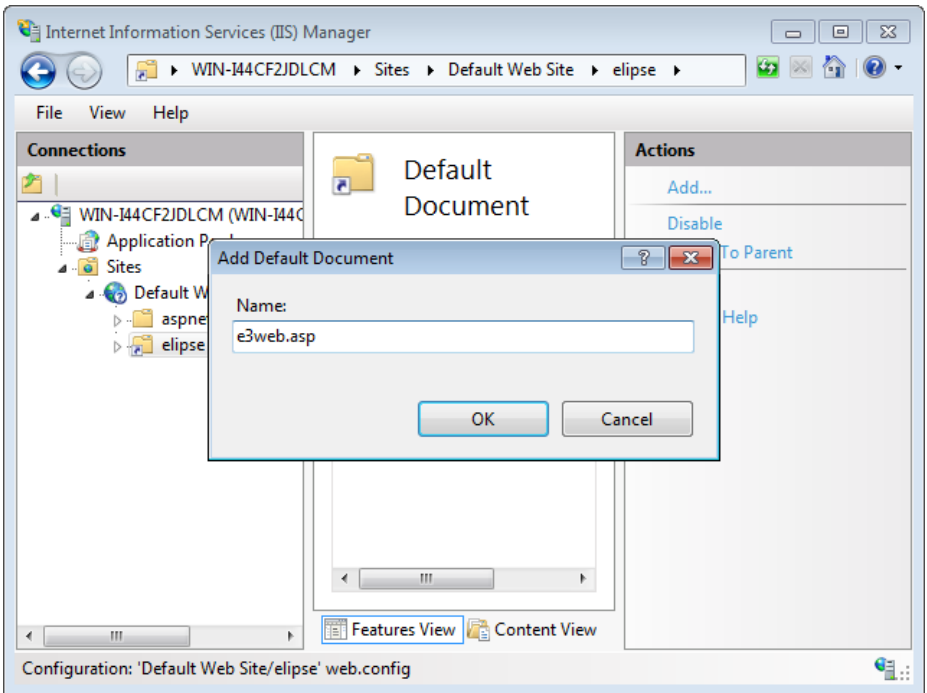 Internet Information Services (IIS) Manager
WIN-I44CF2JDLCM
Sites
Default Web Site
elipse
File View Help
Connections
WIN-I44CF2JDLCM (WIN-I44C
Application P
Sites
Default W
aspne
elipse
Default
Document
Actions
Add...
Disable
To Parent
Help
Add Default Document
Name:
e3web.asp
OK
Cancel
Features View
Content View
Configuration: 'Default Web Site/elipse' web.config